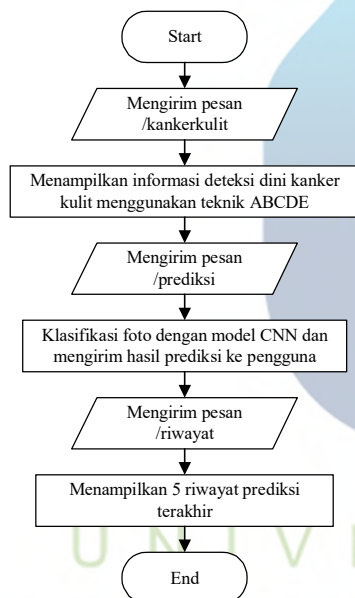 Start
Mengirim pesan
/kankerkulit
Menampilkan informasi deteksi dini kanker
kulit menggunakan teknik ABCDE
Mengirim pesan
/prediksi
Klasifikasi foto dengan model CNN dan
mengirim hasil prediksi ke pengguna
Mengirim pesan
/riwayat
Menampilkan 5 riwayat prediksi
terakhir
U N I V E
End